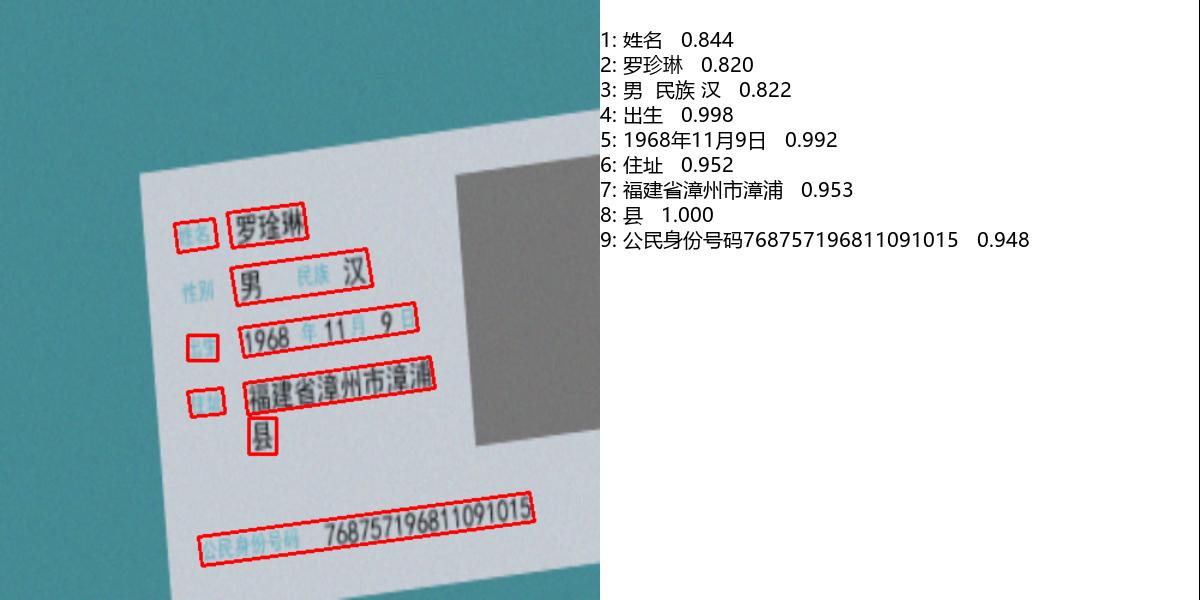 姓名 罗琻琳
性别 男 民族 汉
出生 1968 年 11 月 9 日
住址 福建省漳州市漳浦
县
公民身份号码 768757196811091015
1: 姓名 0.844
2: 罗珍琳 0.820
3: 男 民族 汉 0.822
4: 出生 0.998
5: 1968年11月9日 0.992
6: 住址 0.952
7: 福建省漳州市漳浦 0.953
8: 县 1.000
9: 公民身份号码768757196811091015 0.948